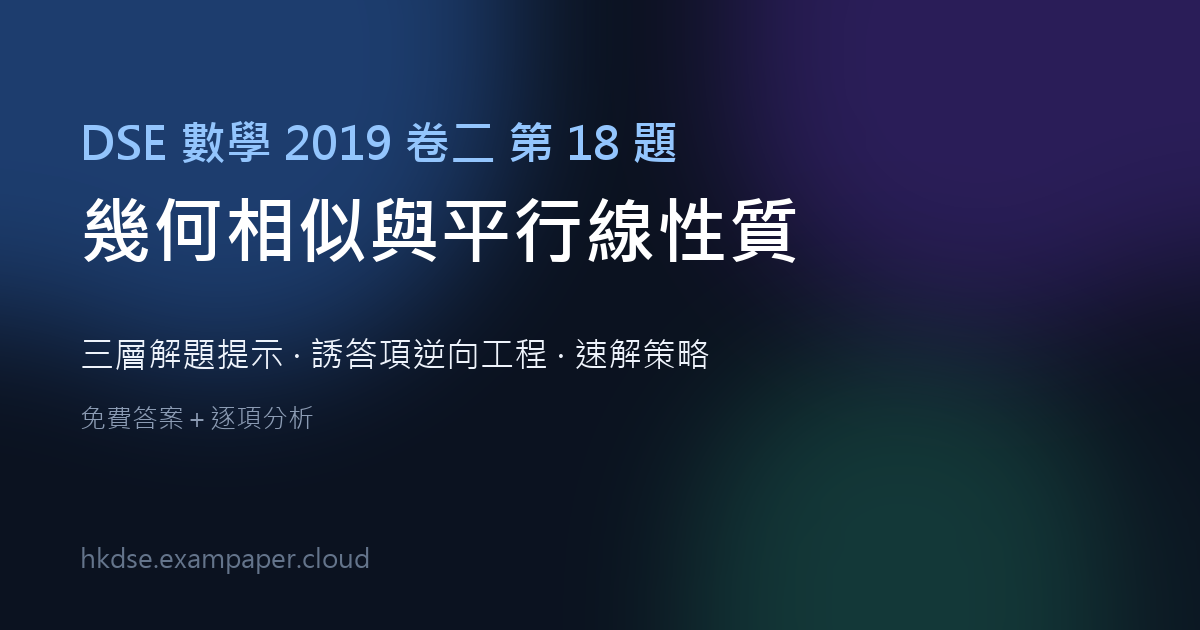 DSE 數學 2019 卷二 第 18 題
幾何相似與平行線性質
三層解題提示 · 誘答項逆向工程 · 速解策略
免費答案 + 逐項分析
hkdse.exampaper.cloud